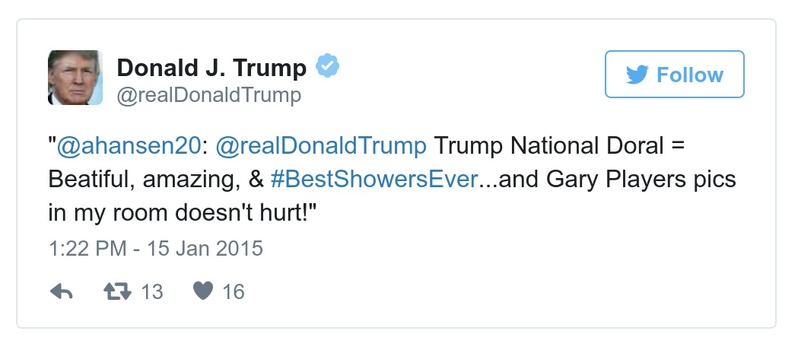 Donald J. Trump
@realDonaldTrump
Follow
"@ahansen20: @realDonaldTrump Trump National Doral =
Beatiful, amazing, & #BestShowersEver...and Gary Players pics
in my room doesn't hurt!"
1:22 PM - 15 Jan 2015
13 16